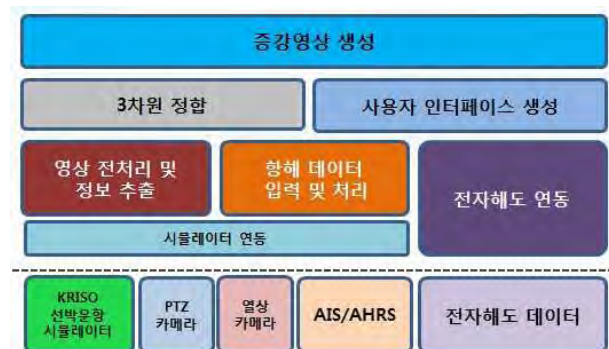 증강영상 생성
3차원 정합
사용자 인터페이스 생성
영상 전처리 및
정보 추출
항해 데이터
입력 및 처리
전자해도 연동
시뮬레이터 연동
KRISO
선박운항
시뮬레이터
PTZ
카메라
열상
카메라
AIS/AHRS
전자해도 데이터